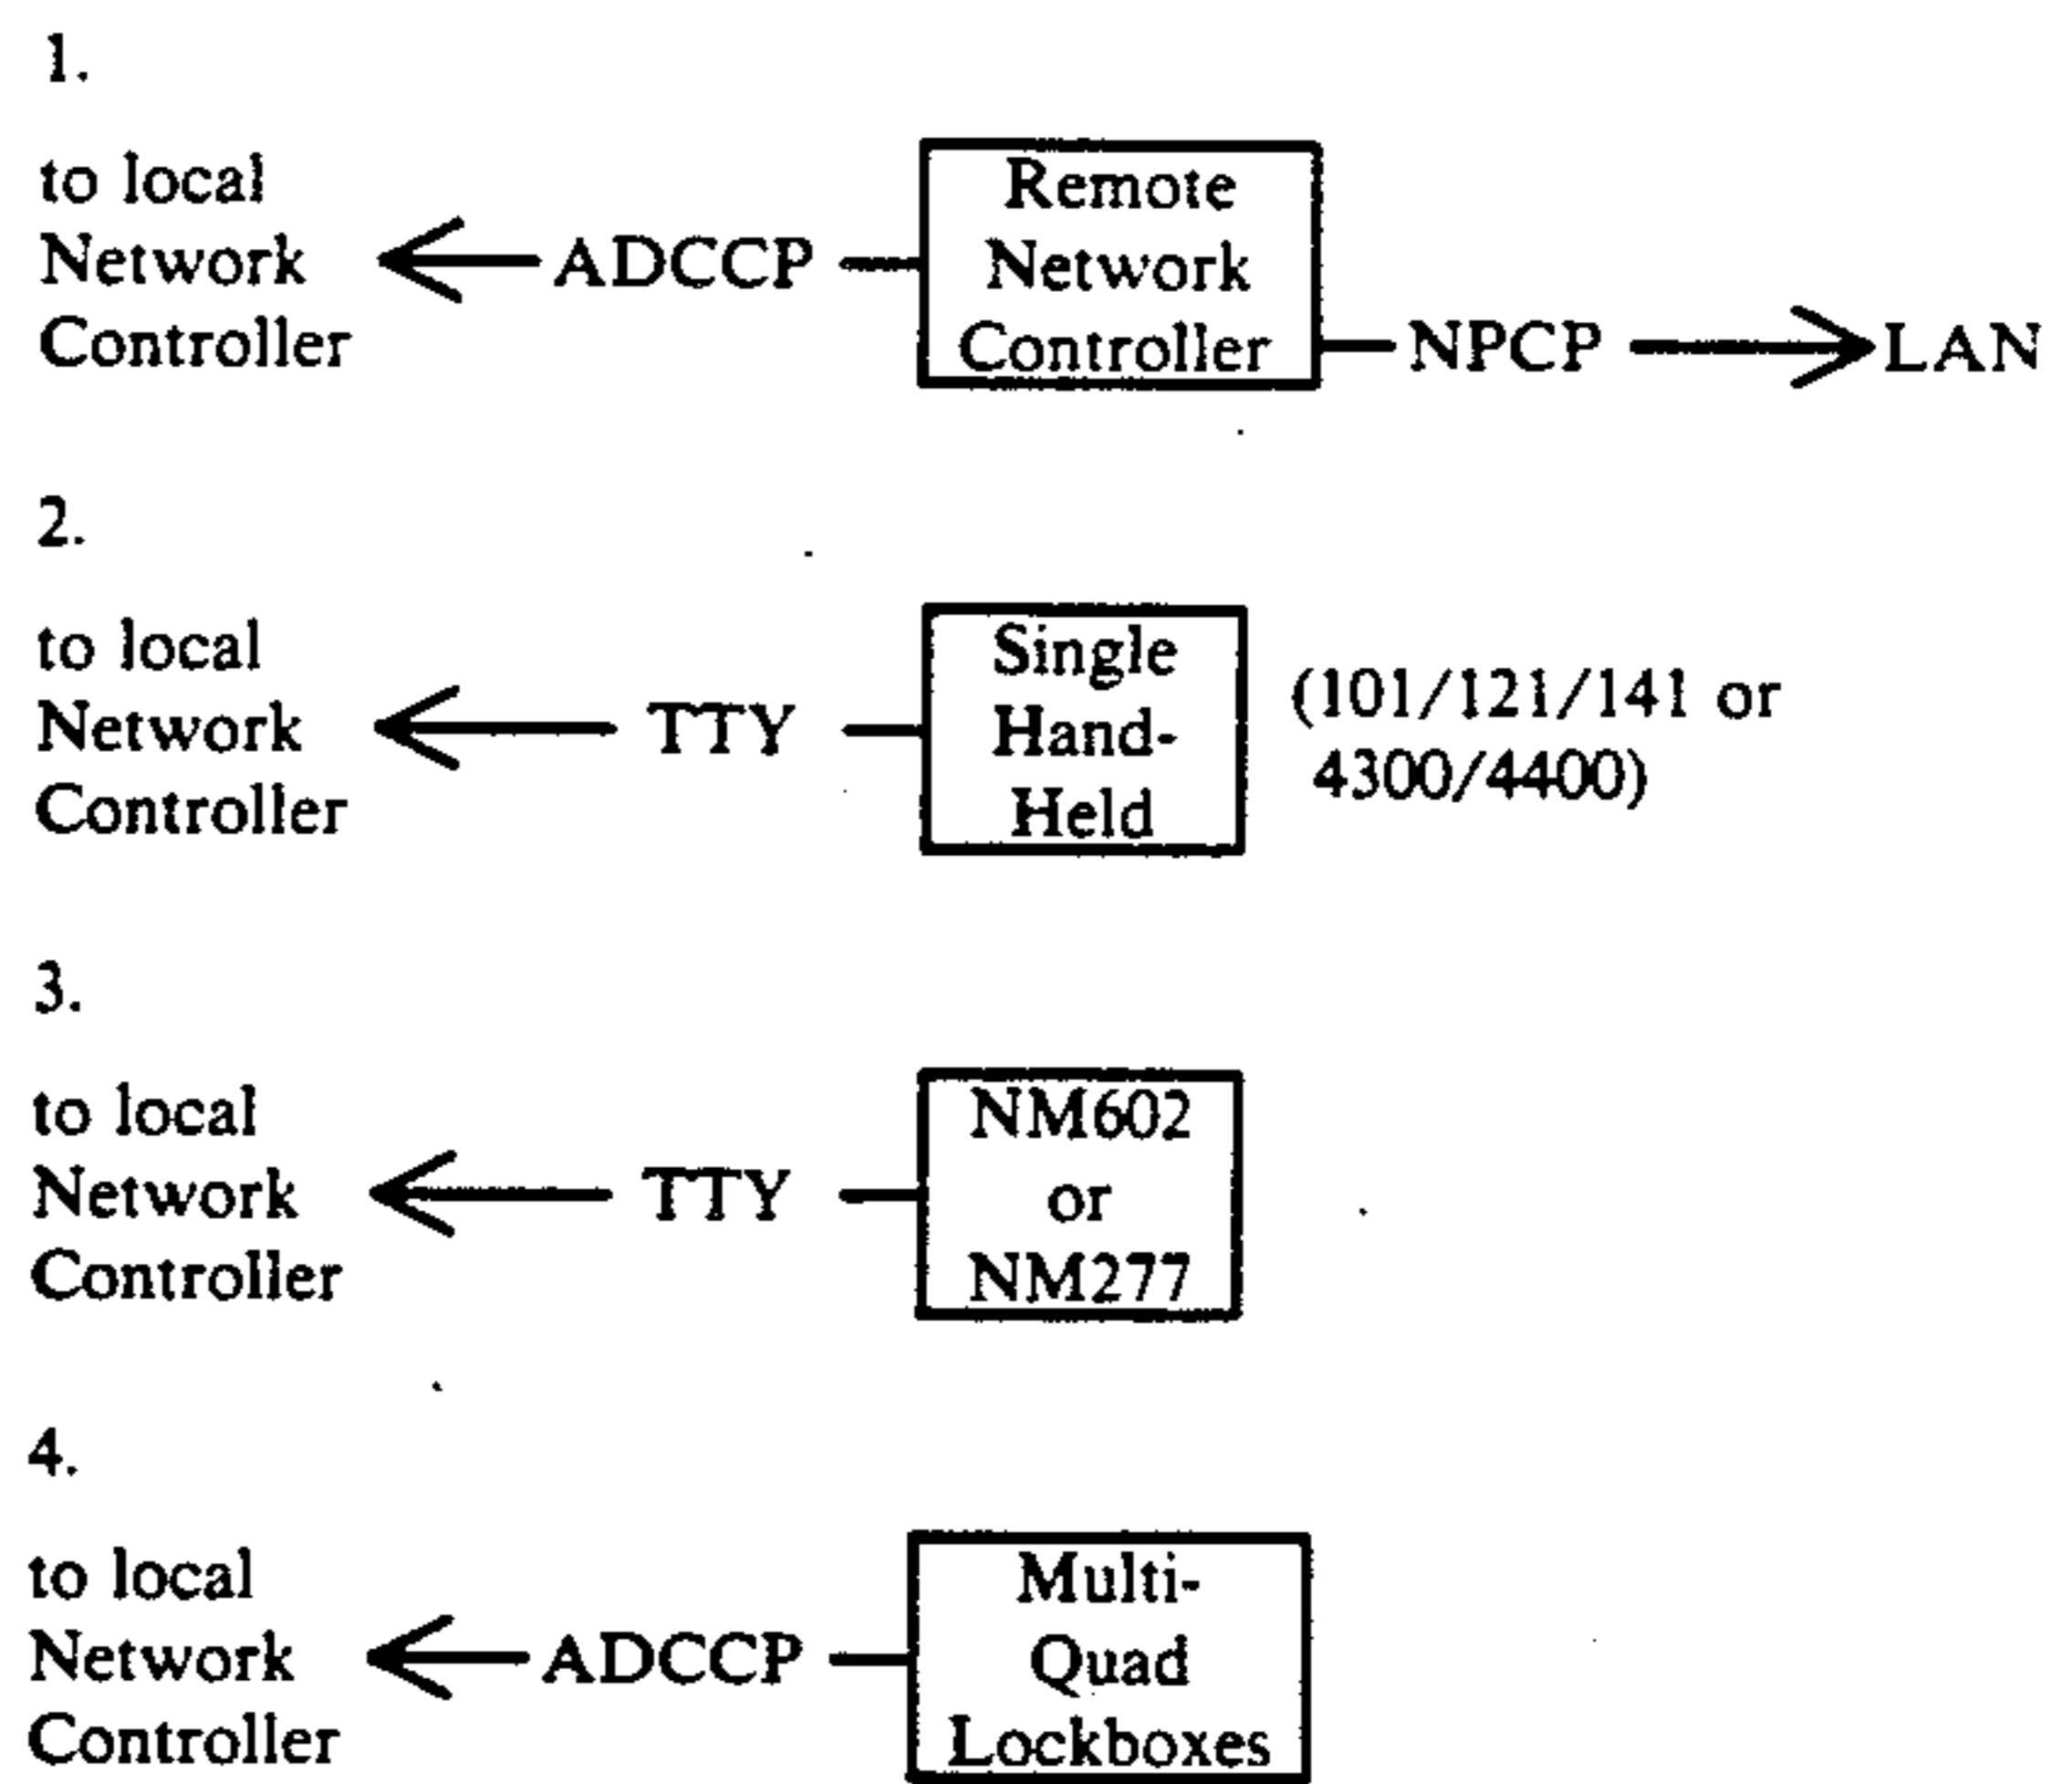 1.
to local
Network
Controller
ADCCP
Remote
Network
Controller
NPCP
LAN
2.
to local
Network
Controller
TTY
Single
Hand-
Held
(101/121/141 or
4300/4400)
3.
to local
Network
Controller
TTY
NM602
or
NM277
4.
to local
Network
Controller
ADCCP
Multi-
Quad
Lockboxes